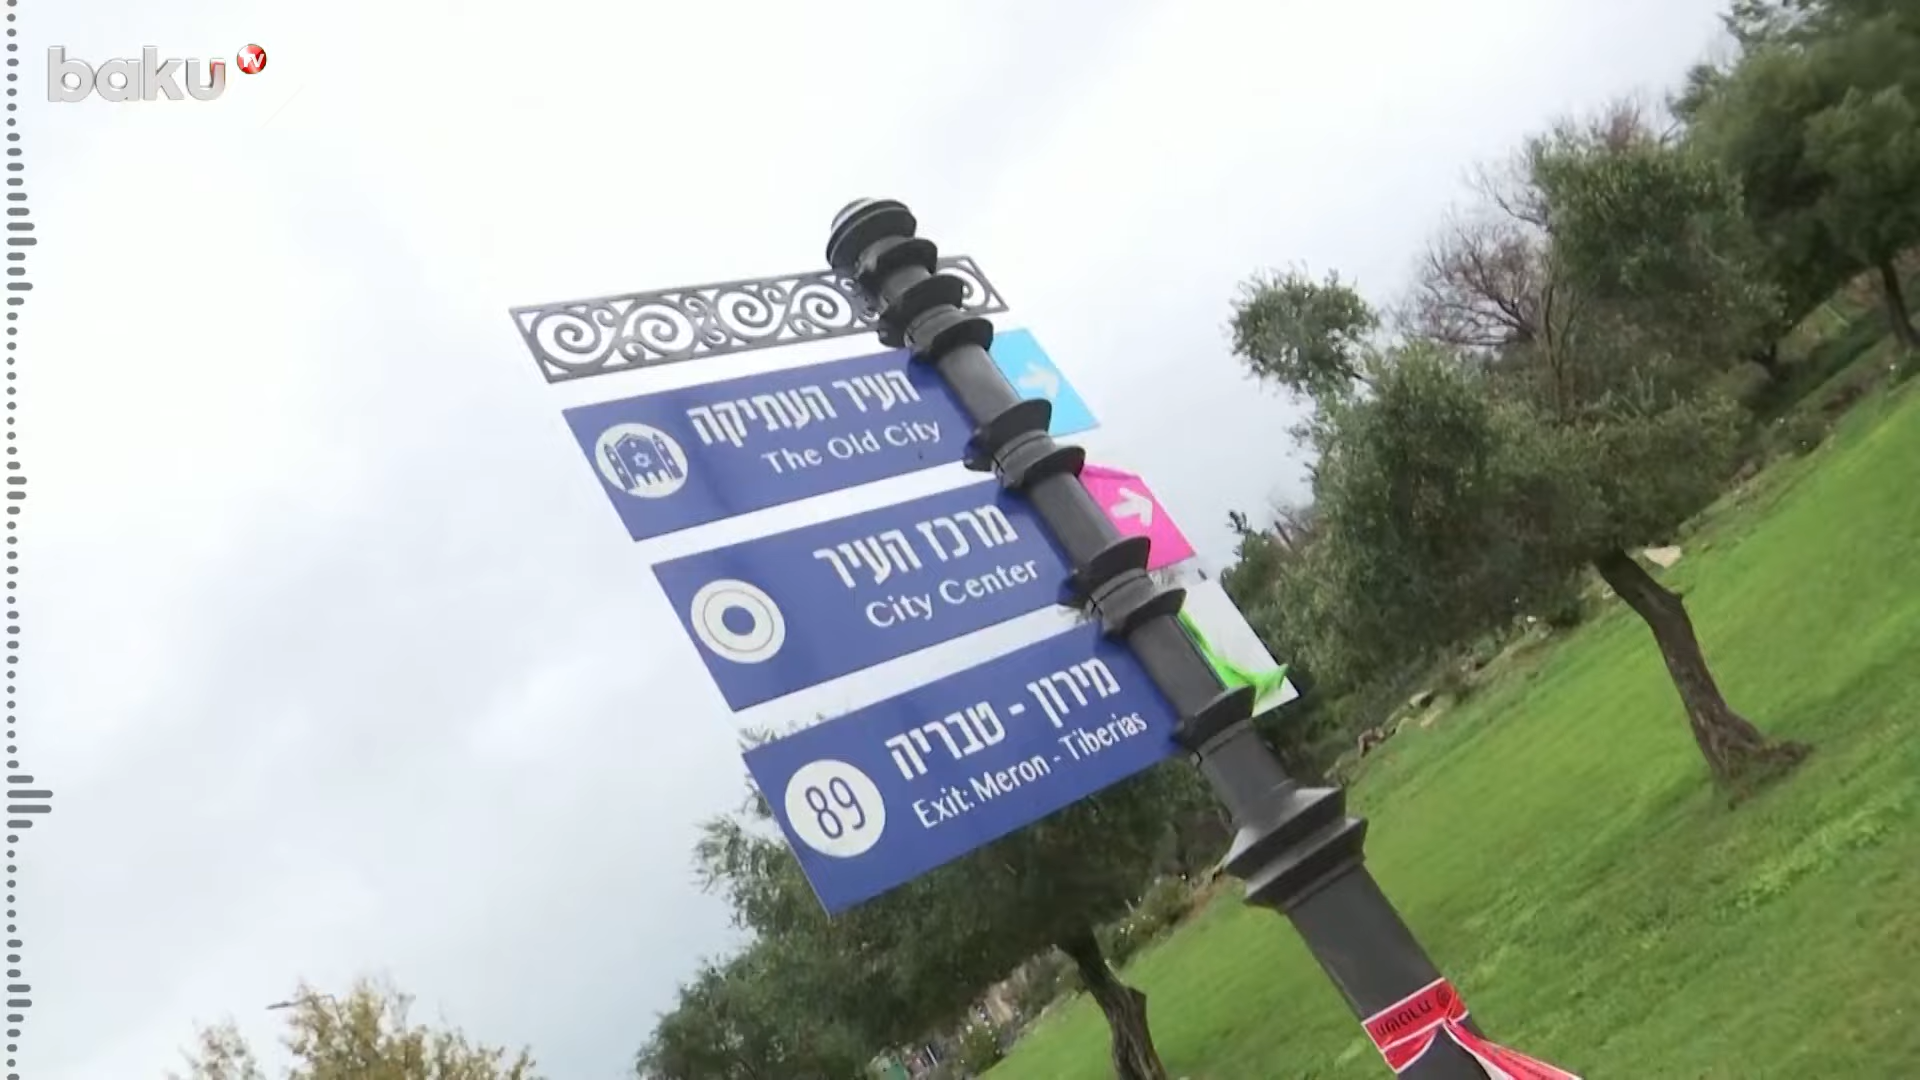 baku TV
העיר העתיקה
The Old City
מרכז העיר
City Center
מירון - טבריה
89
Exit: Meron - Tiberias